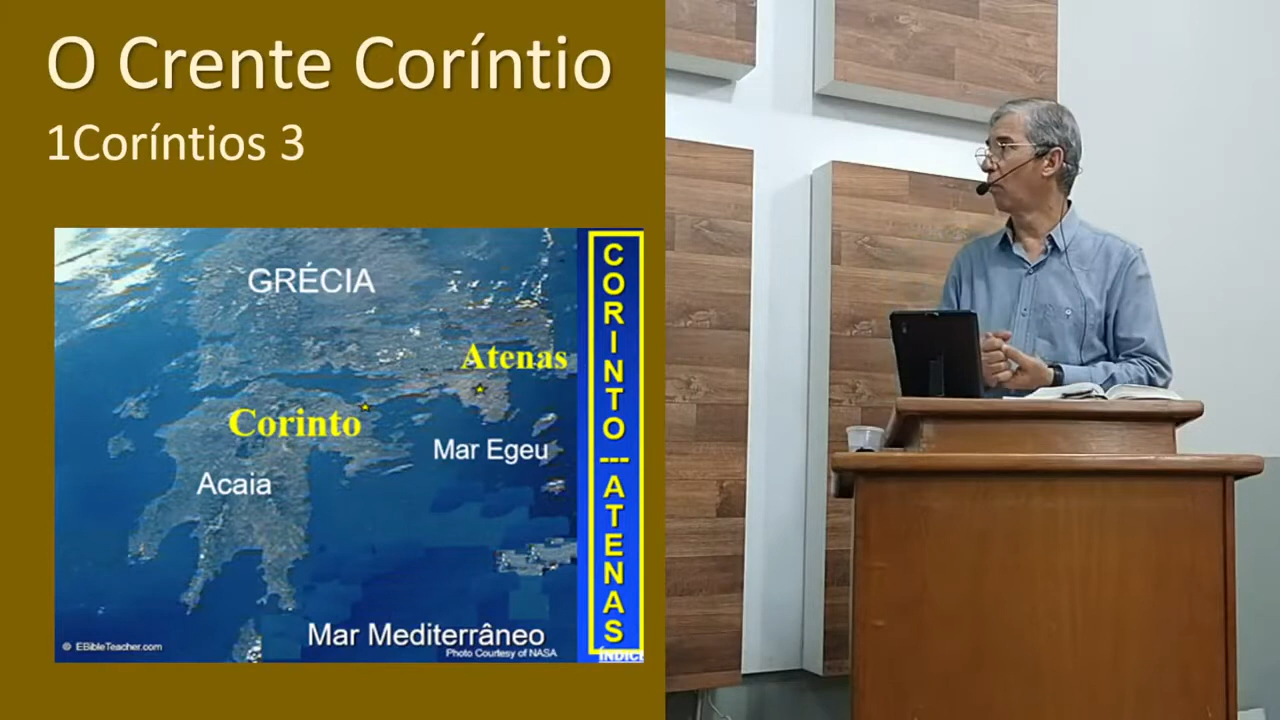 O Crente Coríntio
1Coríntios 3
GRÉCIA
Atenas
Corinto
Mar Egeu
Acaia
Mar Mediterrâneo
© EBibleTeacher.com
Photo Courtesy of NASA
CORINTO --- ATENAS